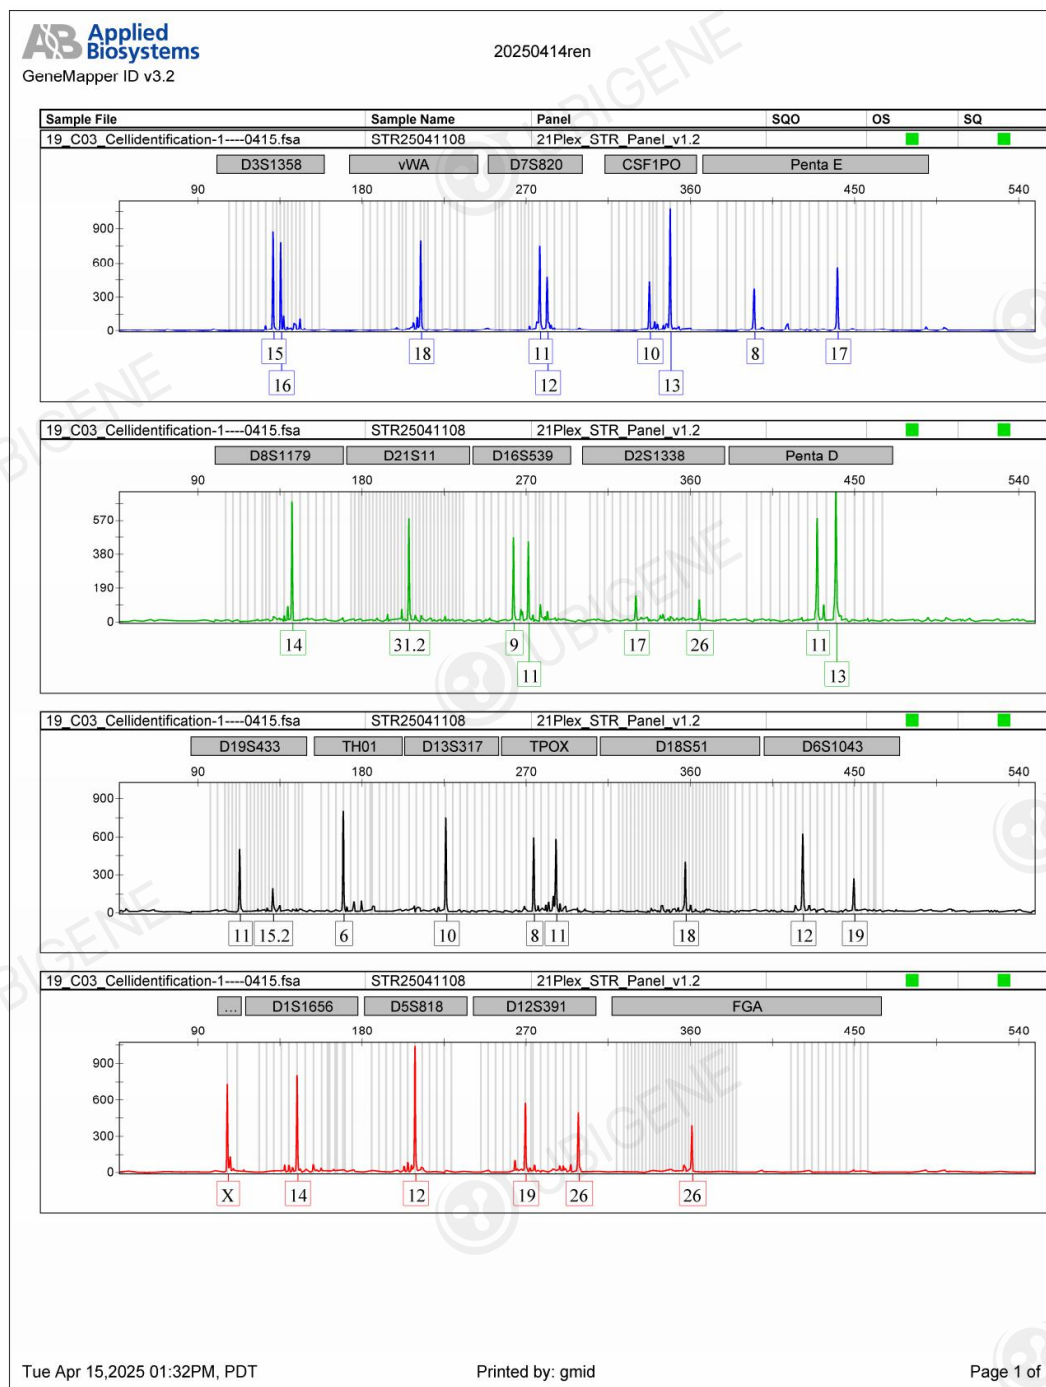 Applied
Biosystems
20250414ren
GeneMapper ID v3.2
Sample File Sample Name Panel SQO OS SQ
19_C03_Cellidentification-1----0415.fsa STR25041108 21Plex_STR_Panel_v1.2
D3S1358 vWA D7S820 CSF1PO Penta E
90 180 270 360 450 540
900
600
300
0
15 18 11 10 8 17
16 12 13
19_C03_Cellidentification-1----0415.fsa STR25041108 21Plex_STR_Panel_v1.2
D8S1179 D21S11 D16S539 D2S1338 Penta D
90 180 270 360 450 540
570
380
190
0
14 31.2 9 17 26 11
11 13
19_C03_Cellidentification-1----0415.fsa STR25041108 21Plex_STR_Panel_v1.2
D19S433 TH01 D13S317 TPOX D18S51 D6S1043
90 180 270 360 450 540
900
600
300
0
11 15.2 6 10 8 11 18 12 19
19_C03_Cellidentification-1----0415.fsa STR25041108 21Plex_STR_Panel_v1.2
... D1S1656 D5S818 D12S391 FGA
90 180 270 360 450 540
900
600
300
0
X 14 12 19 26 26
Tue Apr 15,2025 01:32PM, PDT Printed by: gmid Page 1 of